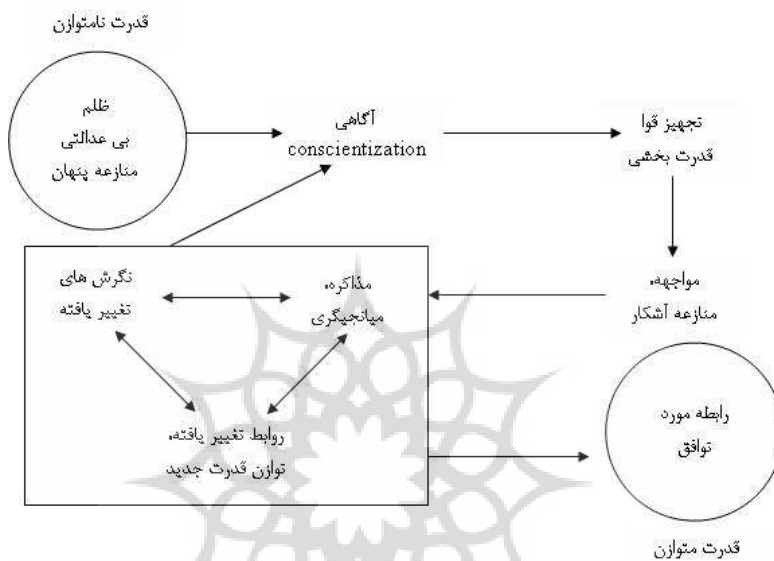 قدرت نامتوازن
ظلم
بی عدالتی
منازعه پنهان
آگاهی
conscientization
تجهیز قوا
قدرت بخشی
مواجهه،
منازعه آشکار
مذاکره،
میانجیگری
نگرش های
تغییر یافته
روابط تغییر یافته،
توازن قدرت جدید
رابطه مورد
توافق
قدرت متوازن